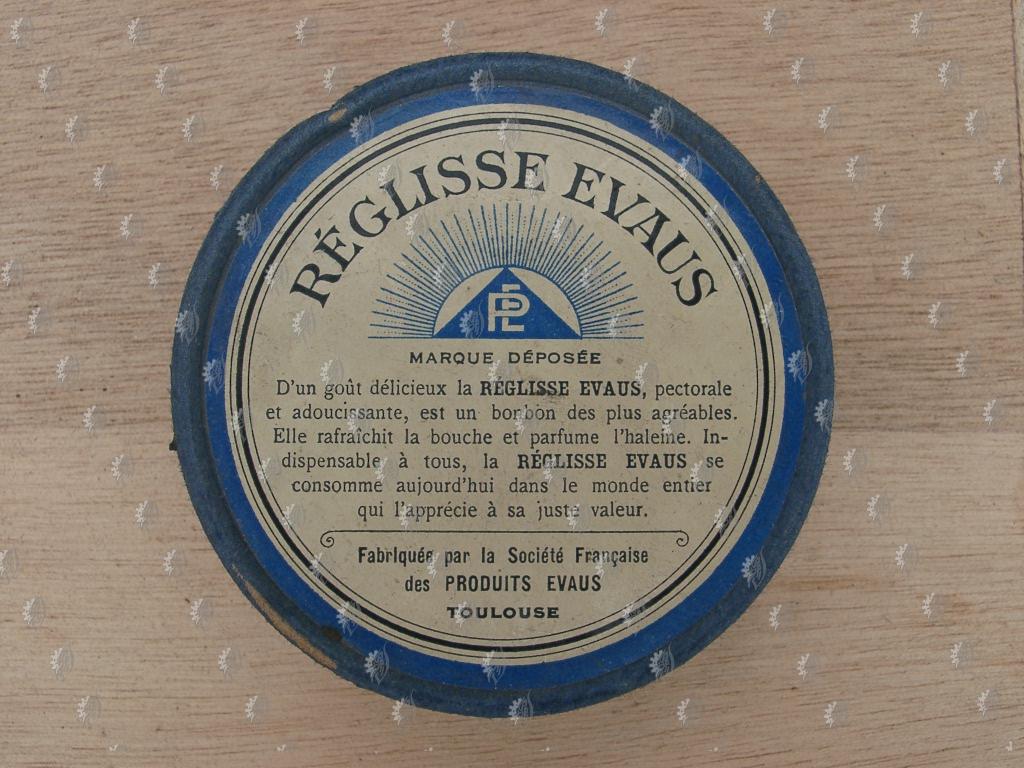 RÉGLISSE EVAUS
PÉL
MARQUE DÉPOSÉE
D'un goût délicieux la RÉGLISSE EVAUS, pectorale
et adoucissante, est un bonbon des plus agréables.
Elle rafraîchit la bouche et parfume l'haleine. In-
dispensable à tous, la RÉGLISSE EVAUS se
consomme aujourd'hui dans le monde entier
qui l'apprécie à sa juste valeur.
Fabriquée par la Société Française
des PRODUITS EVAUS
TOULOUSE